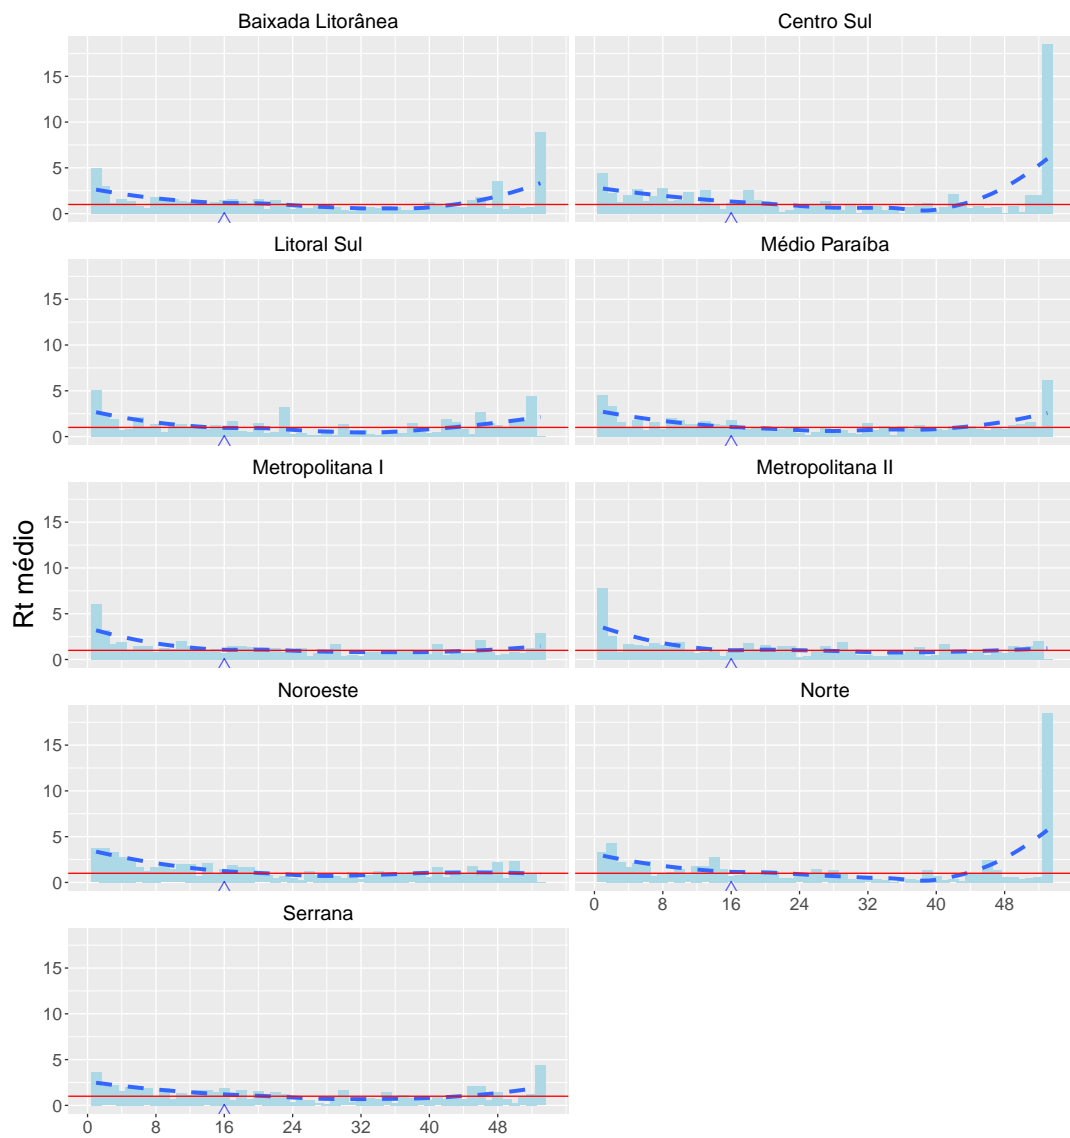 Baixada Litorânea
Centro Sul
15
10
5
0
Litoral Sul
Médio Paraíba
15
10
5
0
Metropolitana I
Metropolitana II
15
10
5
0
Rt médio
Noroeste
Norte
15
10
5
0
0 8 16 24 32 40 48
Serrana
15
10
5
0
0 8 16 24 32 40 48